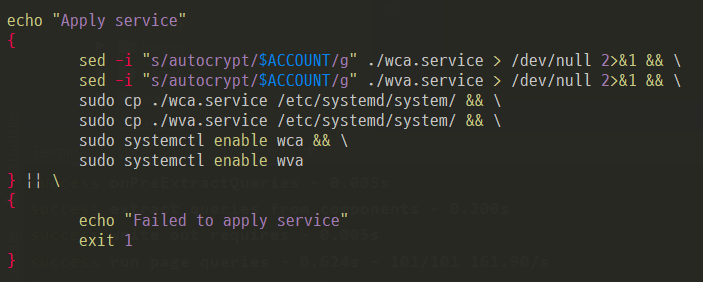 echo "Apply service"
{
sed -i "s/autocrypt/$ACCOUNT/g" ./wca.service > /dev/null 2>&1 && \
sed -i "s/autocrypt/$ACCOUNT/g" ./wva.service > /dev/null 2>&1 && \
sudo cp ./wca.service /etc/systemd/system/ && \
sudo cp ./wva.service /etc/systemd/system/ && \
sudo systemctl enable wca && \
sudo systemctl enable wva
} || \
{
echo "Failed to apply service"
exit 1
}